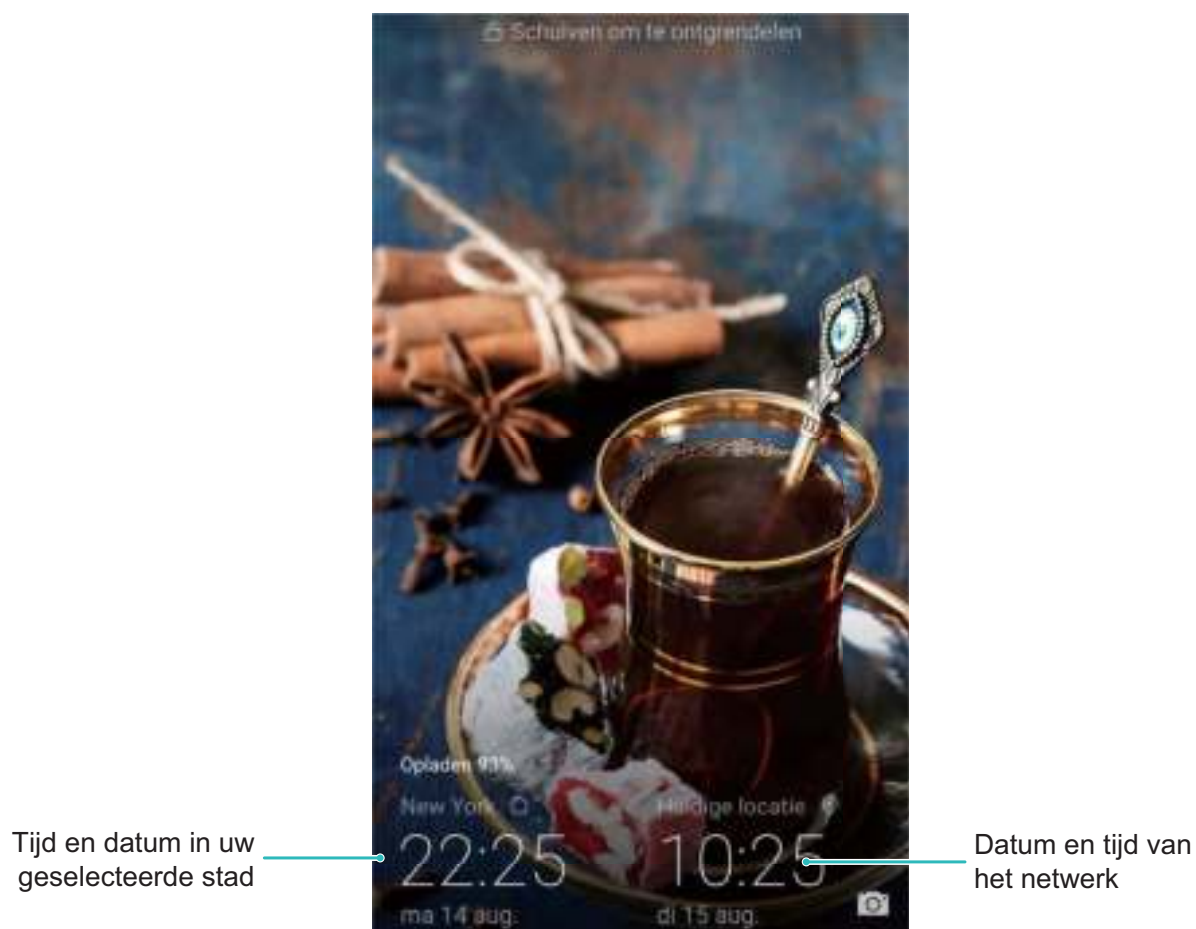 Schuiven om te ontgrendelen
Opladen 93%
New York
Huidige locatie
22:25
10:25
ma 14 aug.
di 15 aug.
Tijd en datum in uw
geselecteerde stad
Datum en tijd van
het netwerk